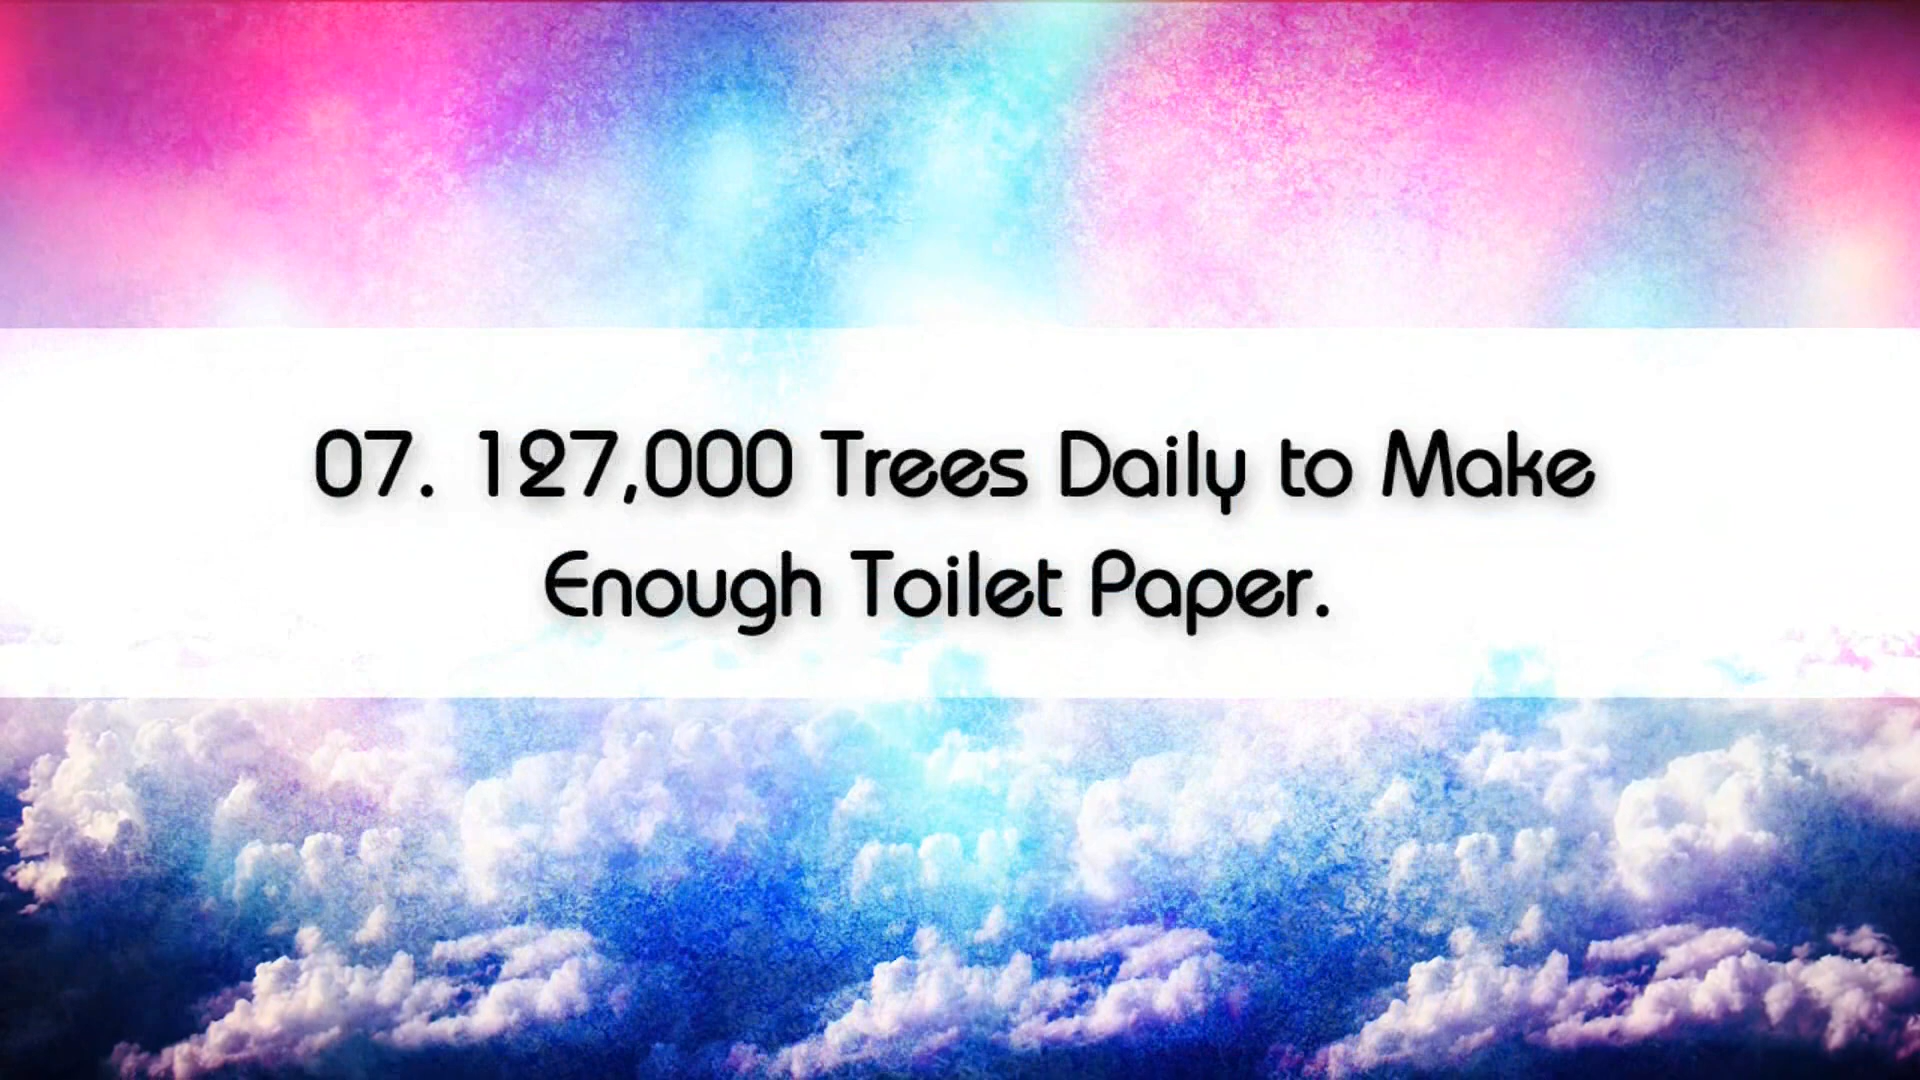 07. 127,000 Trees Daily to Make
Enough Toilet Paper.